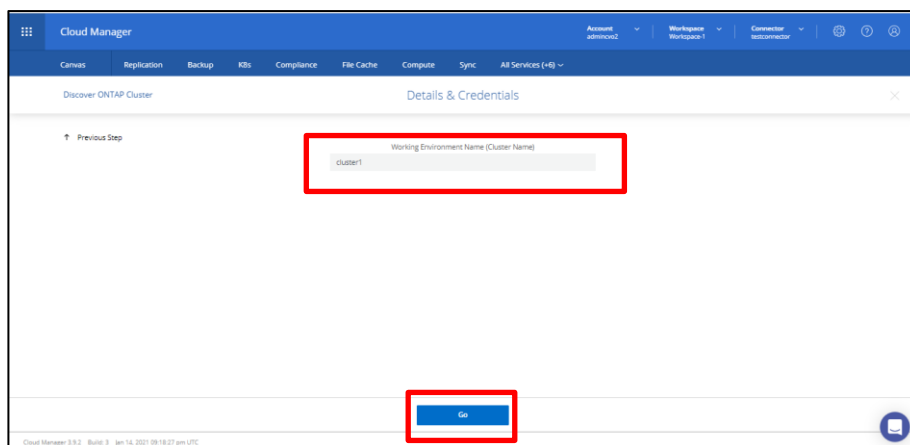 Cloud Manager
Account
admincvo2
Workspace
Workspace-1
Connector
testconnector
Canvas Replication Backup K8s Compliance File Cache Compute Sync All Services (+6)
Discover ONTAP Cluster
Details & Credentials
Previous Step
Working Environment Name (Cluster Name)
cluster1
Go
Cloud Manager 3.9.2 Build: 3 Jan 14, 2021 09:18:27 pm UTC